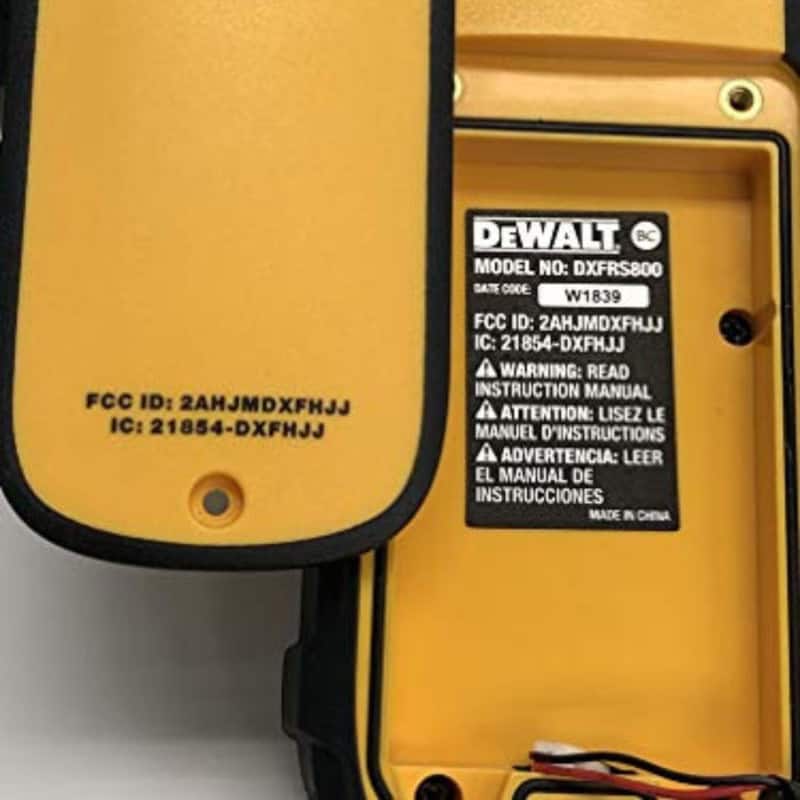 FCC ID: 2AHJMDXFHJJ
IC: 21854-DXFHJJ
DEWALT BC
MODEL NO: DXFRS800
DATE CODE: W1839
FCC ID: 2AHJMDXFHJJ
IC: 21854-DXFHJJ
WARNING: READ
INSTRUCTION MANUAL
ATTENTION: LISEZ LE
MANUEL D'INSTRUCTIONS
ADVERTENCIA: LEER
EL MANUAL DE
INSTRUCCIONES
MADE IN CHINA